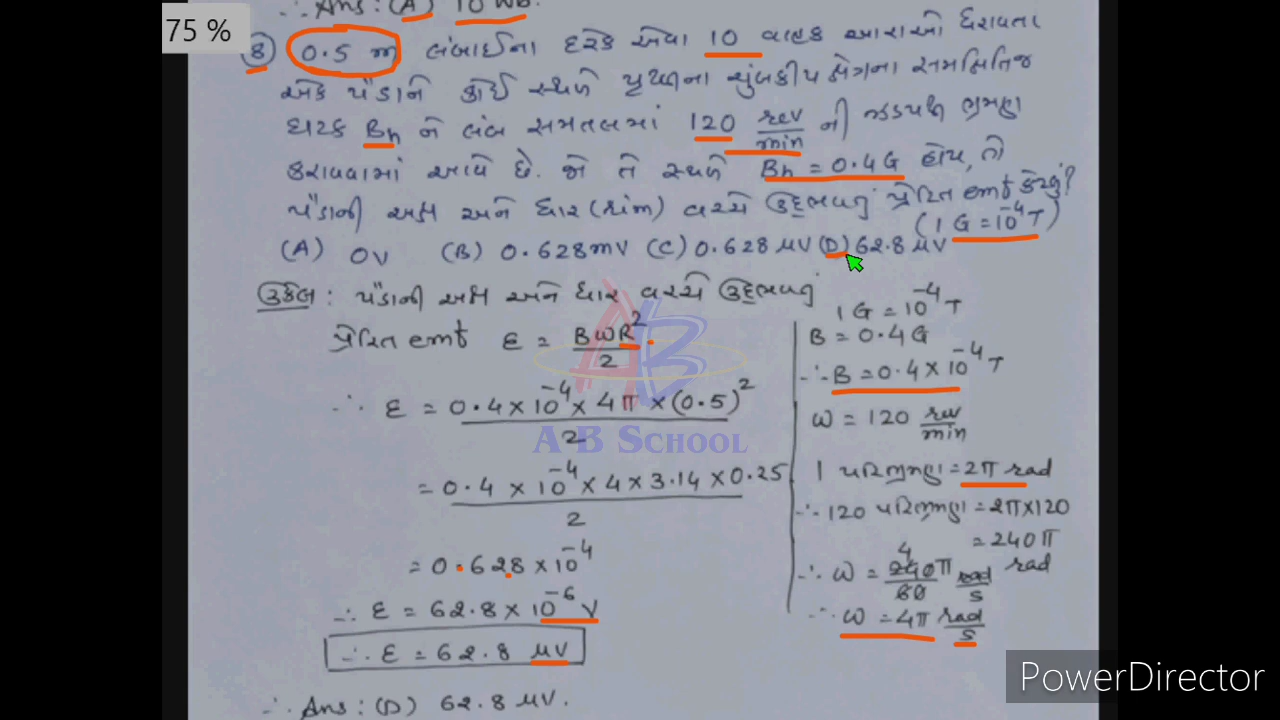 ∴ Ans: (A) 10 Wb.
75 %
(8) 0.5 m લંબાઈના દરેક એવા 10 વાહક આરાઓ ધરાવતા
એક પૈંડાને કોઈ સ્થળે પૃથ્વીના ચુંબકીય ક્ષેત્રના સમક્ષિતિજ
ઘટક Bh ને લંબ સમતલમાં 120 rev/min ની ઝડપથી ભ્રમણ
કરાવવામાં આવે છે. જો તે સ્થળે Bh = 0.4G હોય, તો
પૈંડાની અક્ષ અને ધાર (rim) વચ્ચે ઉદ્દભવતું પ્રેરિત emf કેટલું?
(1 G = 10⁻⁴ T)
(A) 0V (B) 0.628 mV (C) 0.628 μV (D) 62.8 μV
ઉકેલ: પૈંડાની અક્ષ અને ધાર વચ્ચે ઉદ્દભવતું
પ્રેરિત emf ε = BωR²/2.
∴ ε = 0.4 × 10⁻⁴ × 4π × (0.5)²/2
= 0.4 × 10⁻⁴ × 4 × 3.14 × 0.25/2
= 0.628 × 10⁻⁴
∴ ε = 62.8 × 10⁻⁶ V
∴ ε = 62.8 μV
∴ Ans: (D) 62.8 μV.
1 G = 10⁻⁴ T
B = 0.4 G
∴ B = 0.4 × 10⁻⁴ T
ω = 120 rev/min
1 પરિભ્રમણ = 2π rad
∴ 120 પરિભ્રમણ = 2π×120
= 240π rad
∴ ω = 240π/60 rad/s
4
∴ ω = 4π rad/s
AB
A B SCHOOL
PowerDirector